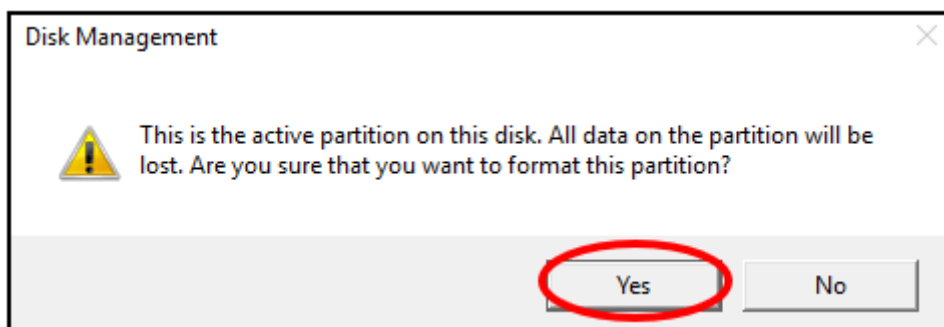 Disk Management
This is the active partition on this disk. All data on the partition will be
lost. Are you sure that you want to format this partition?
Yes No